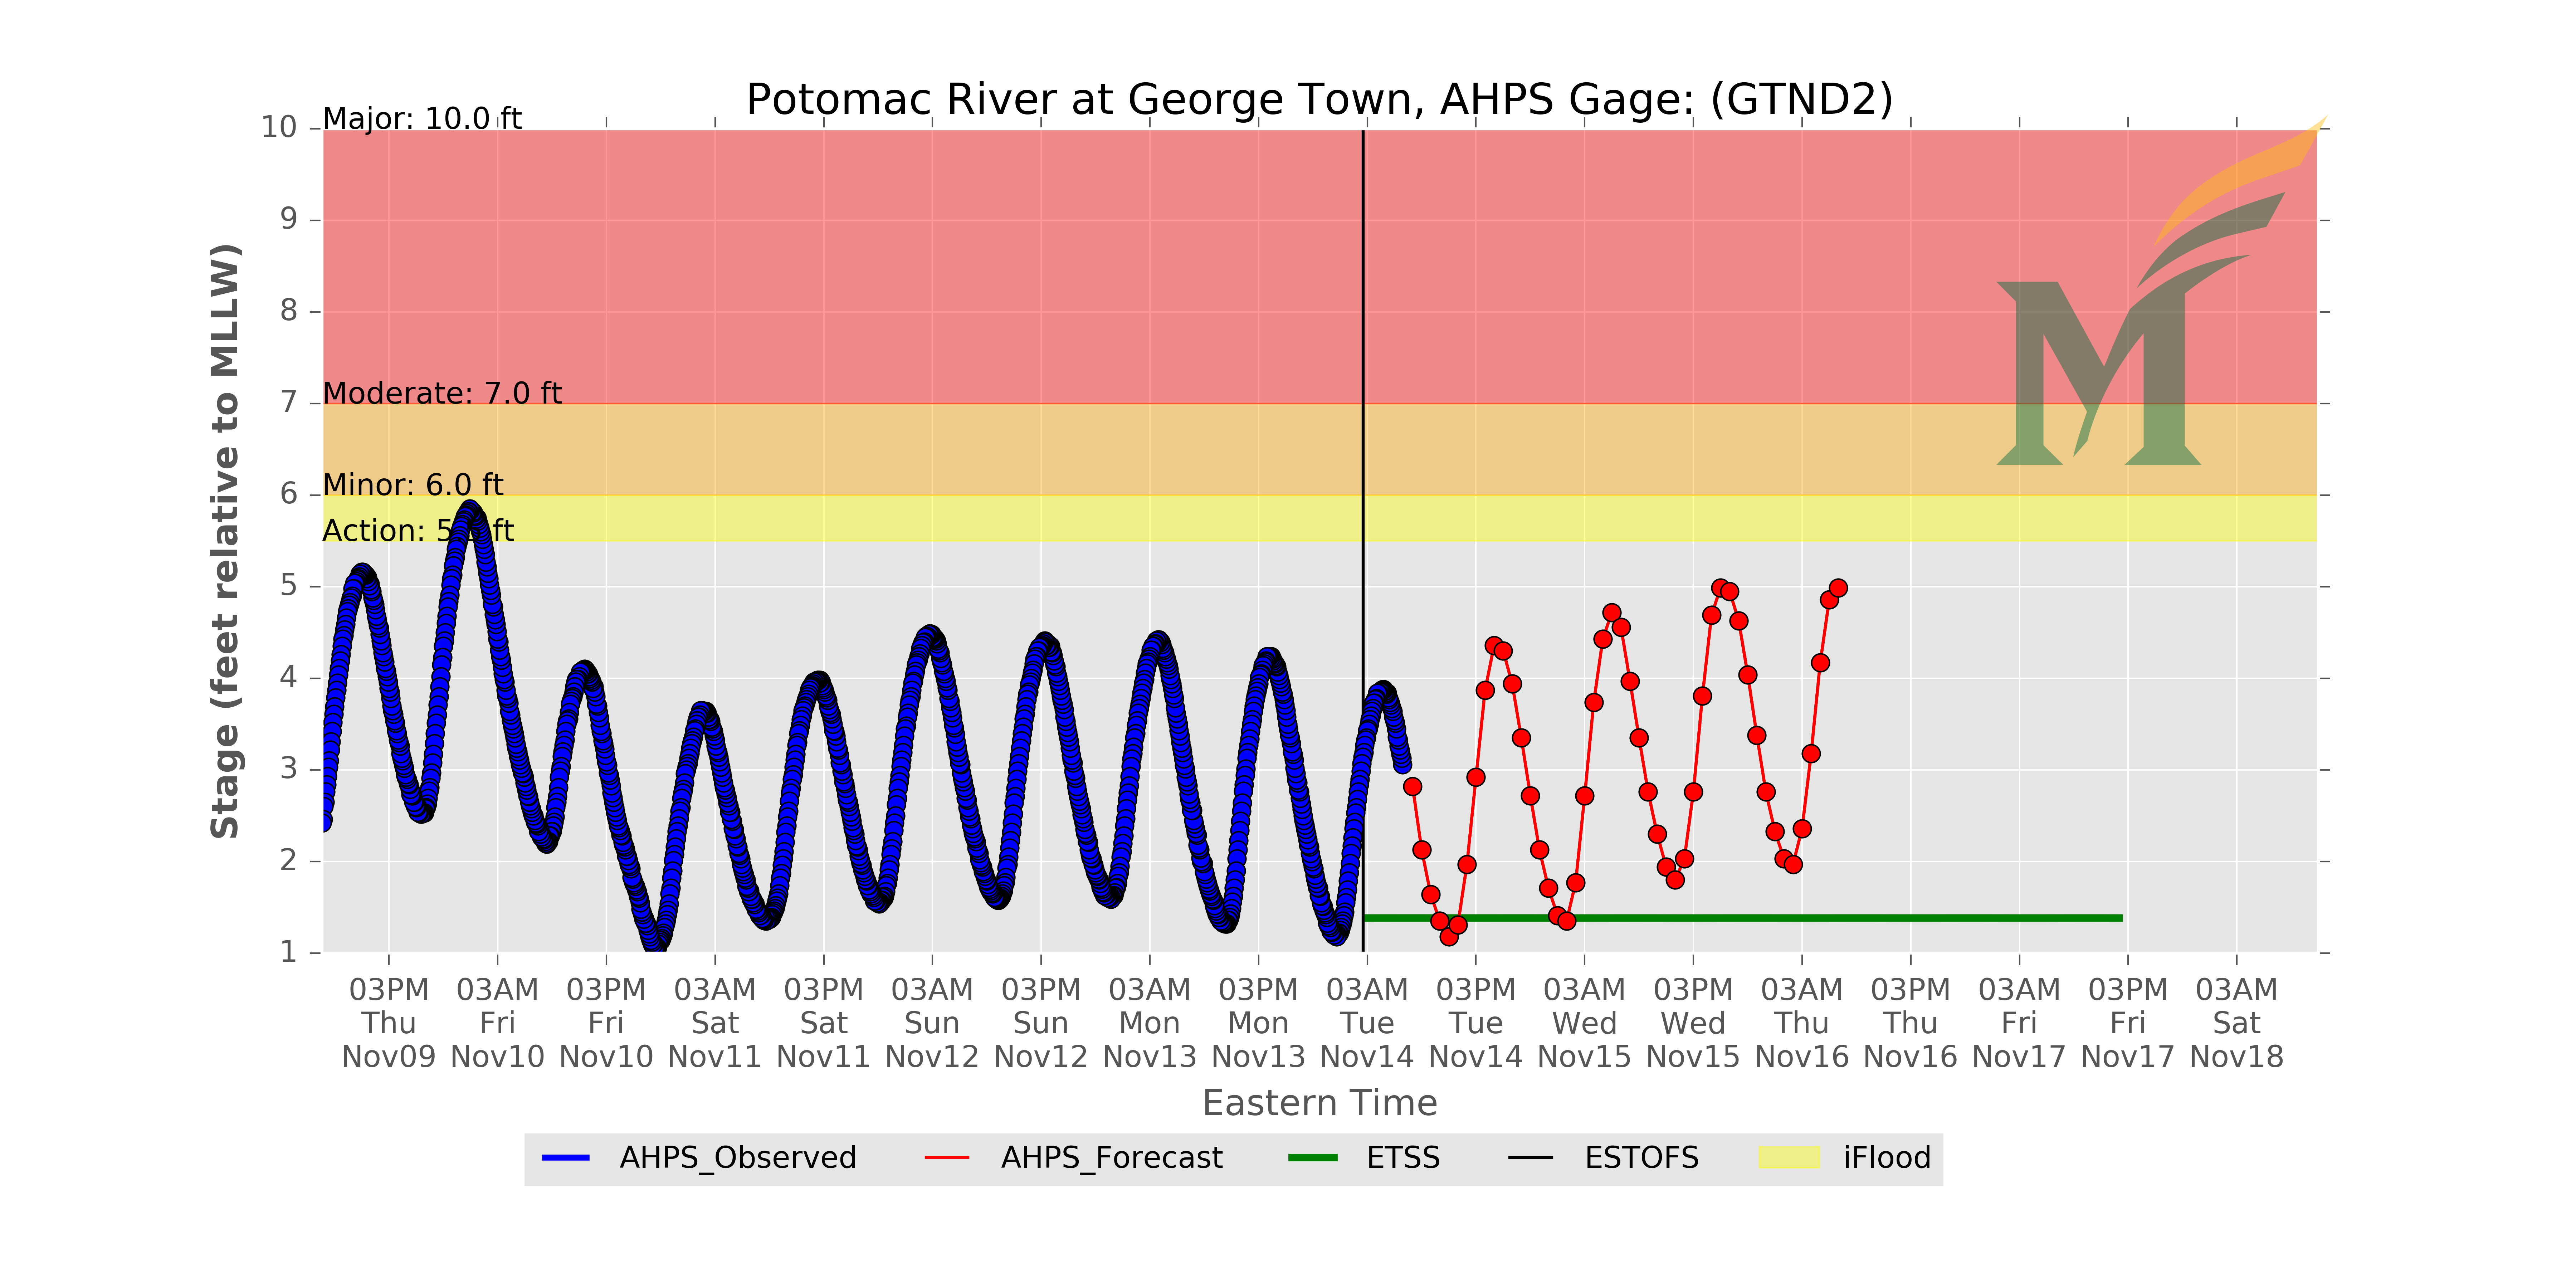 Potomac River at George Town, AHPS Gage: (GTND2)
Major: 10.0 ft
Moderate: 7.0 ft
Minor: 6.0 ft
Action: ft
Stage (feet relative to MLLW)
10
9
8
7
6
5
4
3
2
1
03PM 03AM 03PM 03AM 03PM 03AM 03PM 03AM 03PM 03AM 03PM 03AM 03PM 03AM 03PM 03AM 03PM 03AM
Thu Fri Fri Sat Sat Sun Sun Mon Mon Tue Tue Wed Wed Thu Thu Fri Fri Sat
Nov09 Nov10 Nov10 Nov11 Nov11 Nov12 Nov12 Nov13 Nov13 Nov14 Nov14 Nov15 Nov15 Nov16 Nov16 Nov17 Nov17 Nov18
Eastern Time
AHPS_Observed AHPS_Forecast ETSS ESTOFS iFlood
M